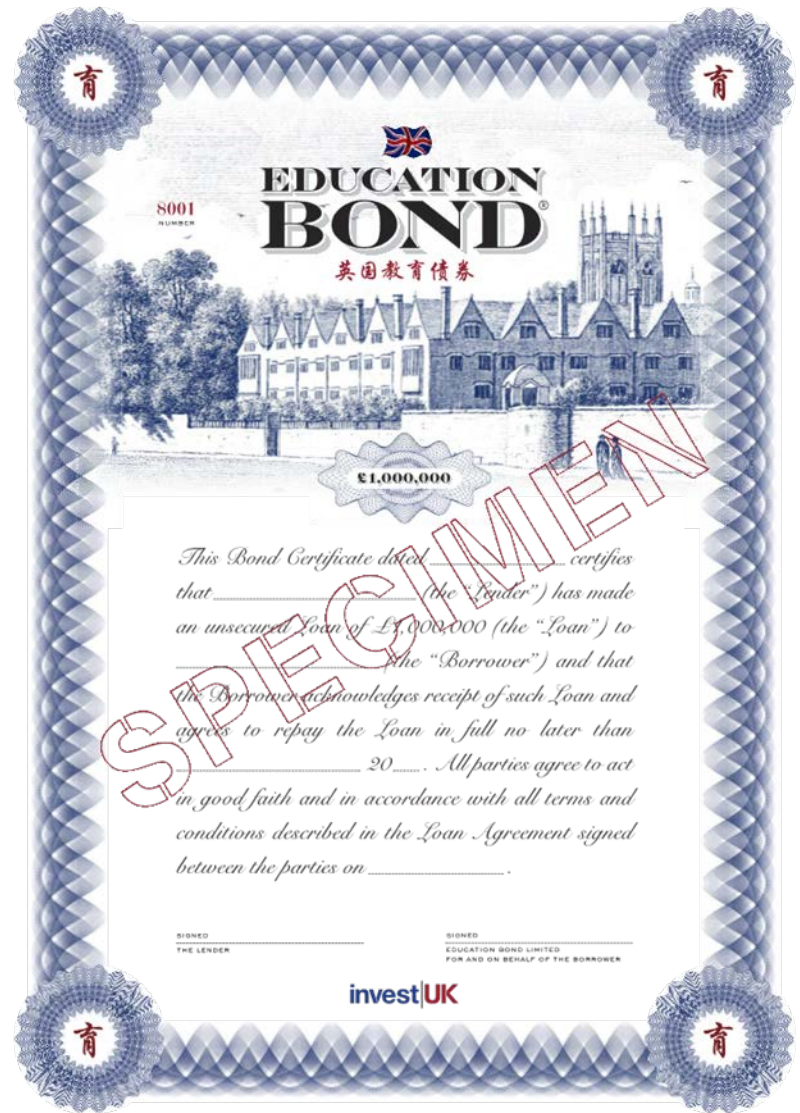 育
育
EDUCATION
BOND®
8001
NUMBER
英国教育债券
£1,000,000
This Bond Certificate dated ____________ certifies
that ____________ (the “Lender”) has made
an unsecured Loan of £1,000,000 (the “Loan”) to
____________ (the “Borrower”) and that
the Borrower acknowledges receipt of such Loan and
agrees to repay the Loan in full no later than
____________ 20___ . All parties agree to act
in good faith and in accordance with all terms and
conditions described in the Loan Agreement signed
between the parties on ____________ .
SPECIMEN
SIGNED
THE LENDER
SIGNED
EDUCATION BOND LIMITED
FOR AND ON BEHALF OF THE BORROWER
invest|UK
育
育